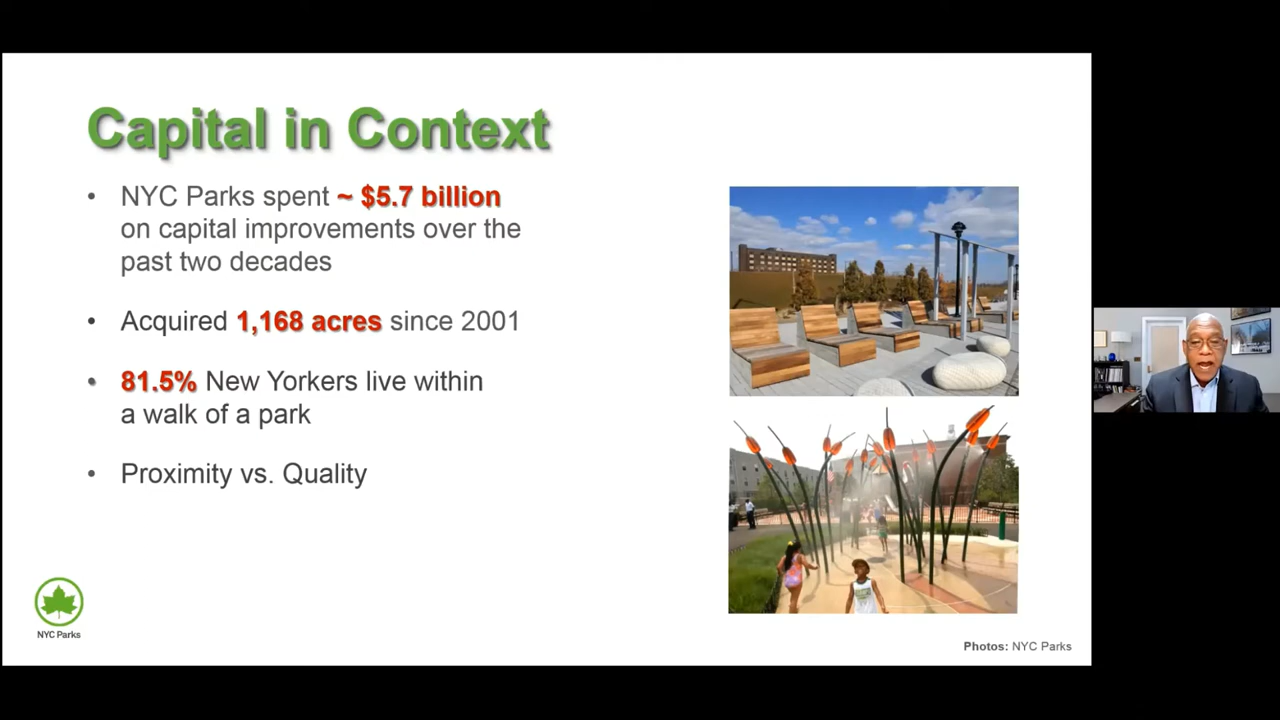 Capital in Context
• NYC Parks spent ~ $5.7 billion
on capital improvements over the
past two decades
• Acquired 1,168 acres since 2001
• 81.5% New Yorkers live within
a walk of a park
• Proximity vs. Quality
NYC Parks
Photos: NYC Parks